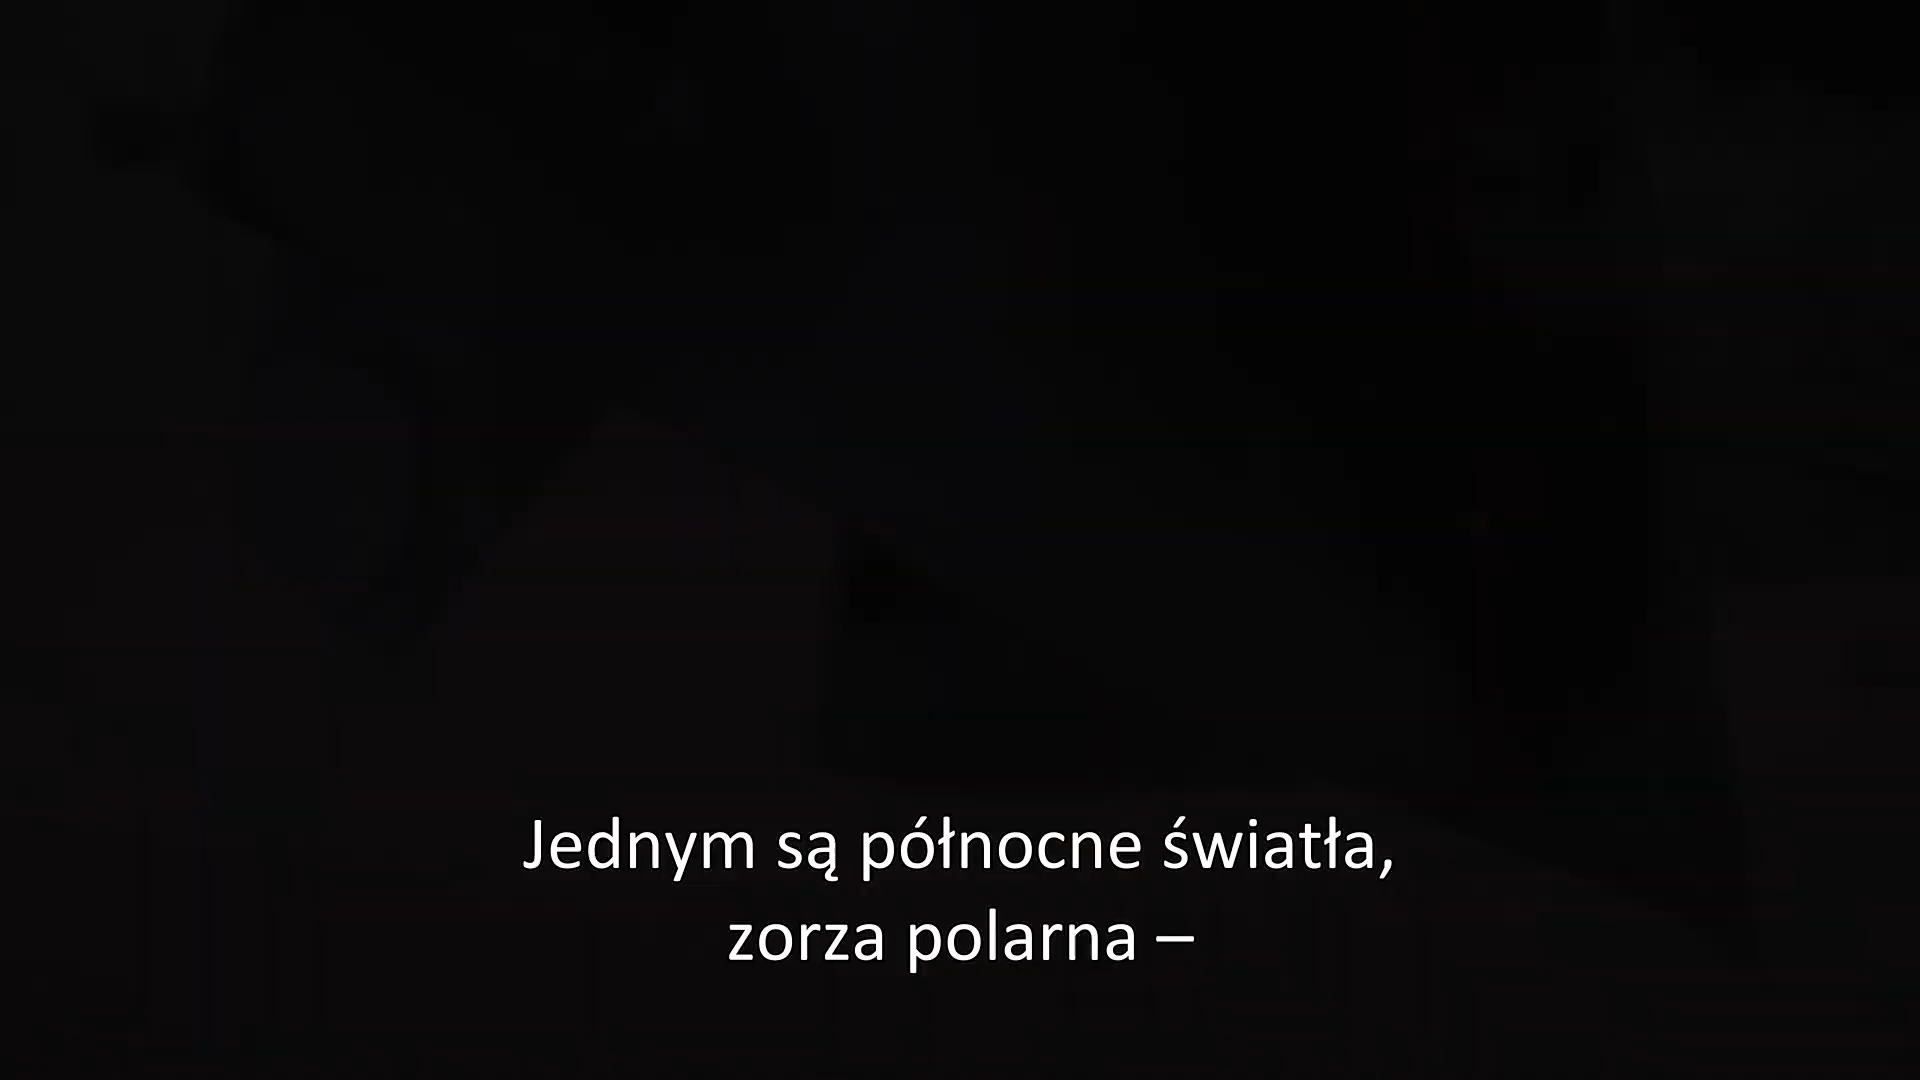 Jednym są północne światła,
zorza polarna –